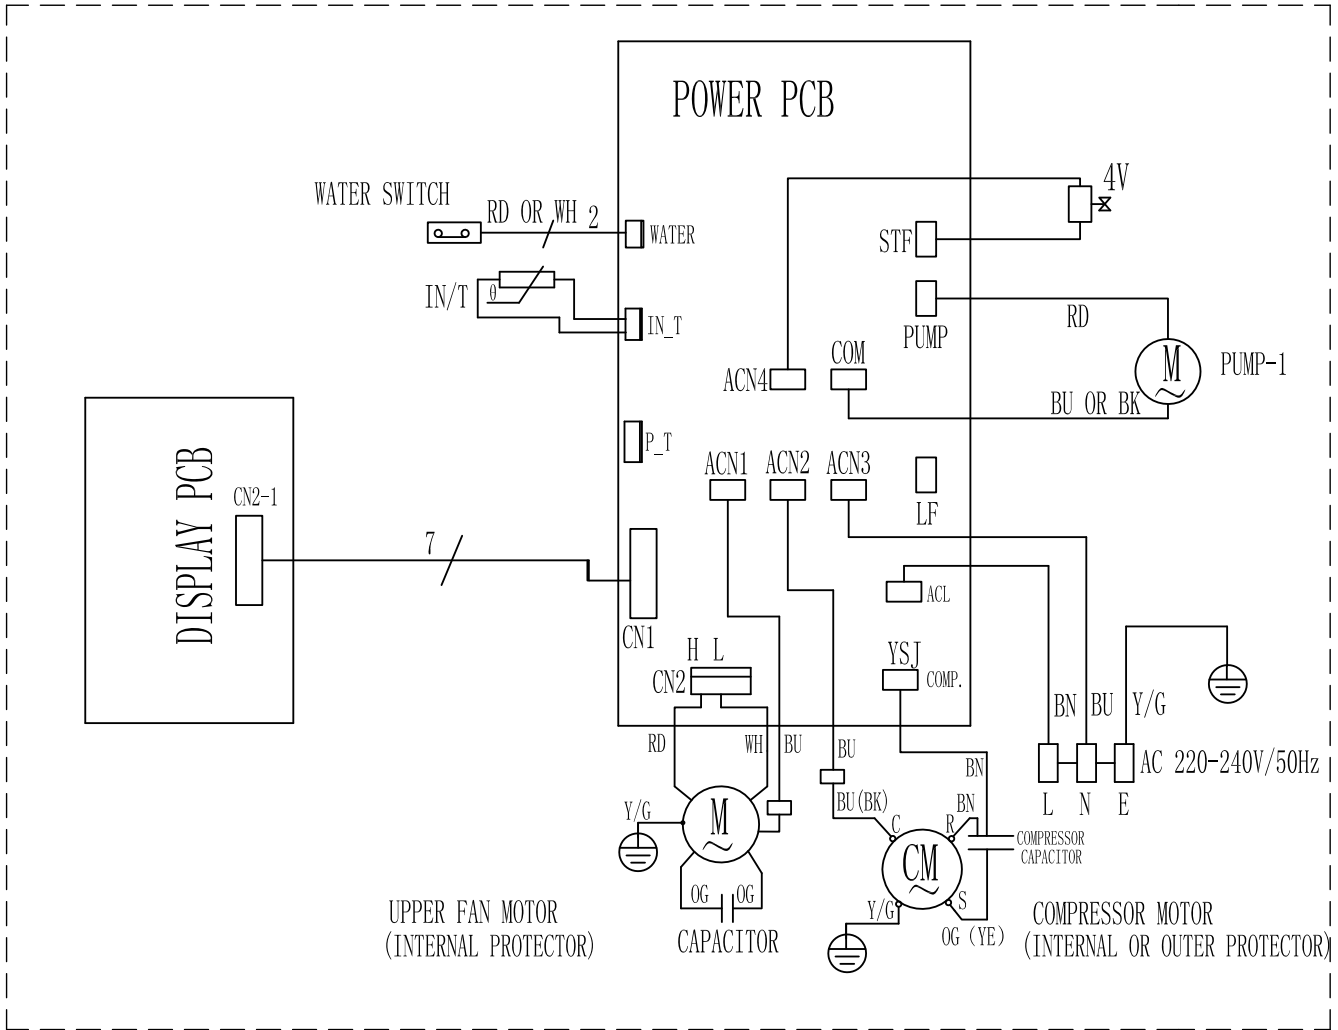 POWER PCB
WATER SWITCH
RD OR WH 2
WATER
4V
STF
IN/T
θ
IN_T
PUMP
RD
COM
ACN4
M
PUMP-1
BU OR BK
P_T
ACN1
ACN2
ACN3
LF
DISPLAY PCB
CN2-1
7
CN1
ACL
H L
CN2
YSJ
COMP.
BN
BU
Y/G
RD
WH
BU
BU
BN
AC 220-240V/50Hz
L
N
E
Y/G
M
BU(BK)
BN
C
R
COMPRESSOR
CAPACITOR
CM
OG
OG
Y/G
S
CAPACITOR
OG(YE)
UPPER FAN MOTOR
(INTERNAL PROTECTOR)
COMPRESSOR MOTOR
(INTERNAL OR OUTER PROTECTOR)